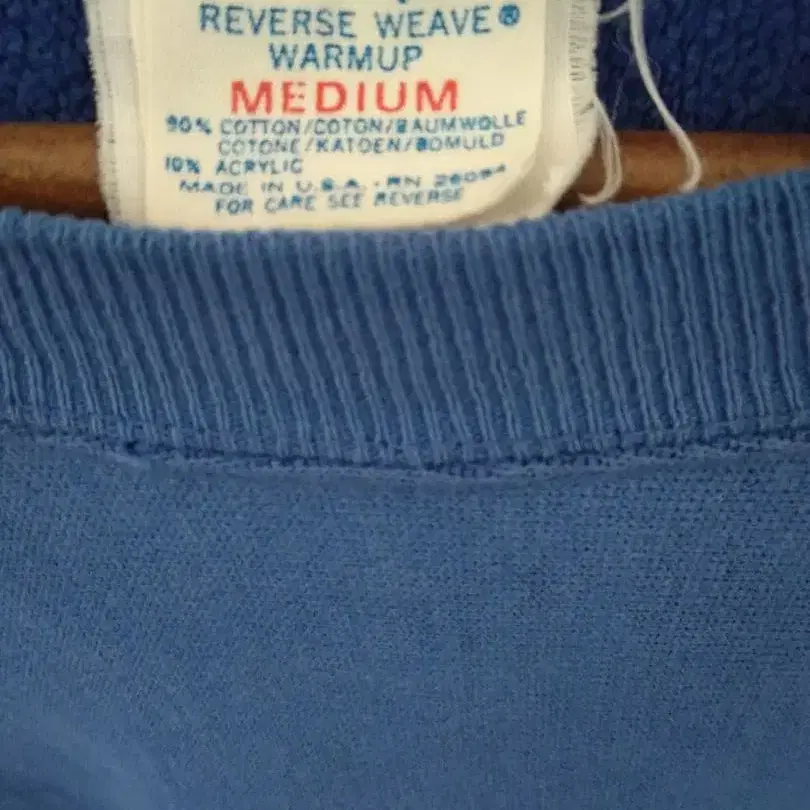 REVERSE WEAVE®
WARMUP
MEDIUM
90% COTTON/COTON/BAUMWOLLE
COTONE/KATOEN/BOMULD
10% ACRYLIC
MADE IN U.S.A. · RN 26094
FOR CARE SEE REVERSE